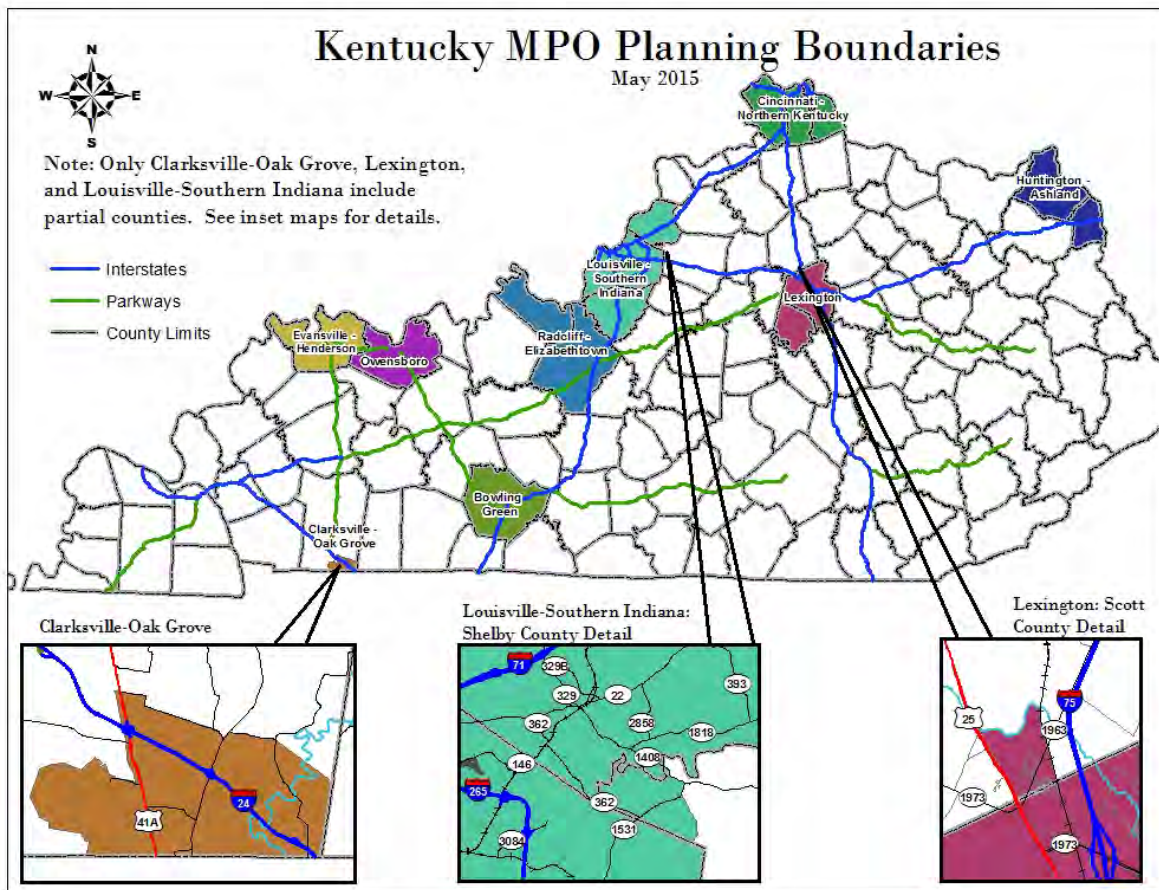 Kentucky MPO Planning Boundaries
May 2015
N
W
E
S
Note: Only Clarksville-Oak Grove, Lexington,
and Louisville-Southern Indiana include
partial counties. See inset maps for details.
Interstates
Parkways
County Limits
Cincinnati -
Northern Kentucky
Huntington -
Ashland
Louisville -
Southern
Indiana
Lexington
Evansville -
Henderson
Owensboro
Radcliff -
Elizabethtown
Bowling
Green
Clarksville -
Oak Grove
Clarksville-Oak Grove
41A
24
Louisville-Southern Indiana:
Shelby County Detail
71
329B
329
22
393
362
2858
1818
146
1408
265
362
1531
3084
Lexington: Scott
County Detail
75
25
1963
1973
1973